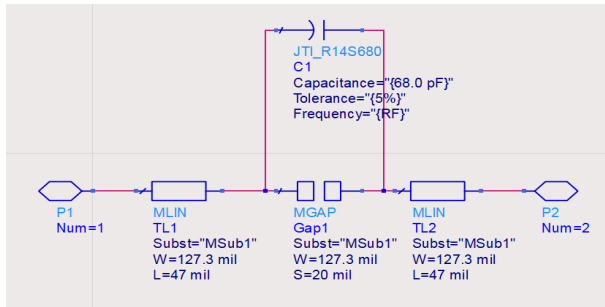 JTI_R14S680
C1
Capacitance="{68.0 pF}"
Tolerance="{5%}"
Frequency="{RF}"
P1
Num=1
MLIN
TL1
Subst="MSub1"
W=127.3 mil
L=47 mil
MGAP
Gap1
Subst="MSub1"
W=127.3 mil
S=20 mil
MLIN
TL2
Subst="MSub1"
W=127.3 mil
L=47 mil
P2
Num=2